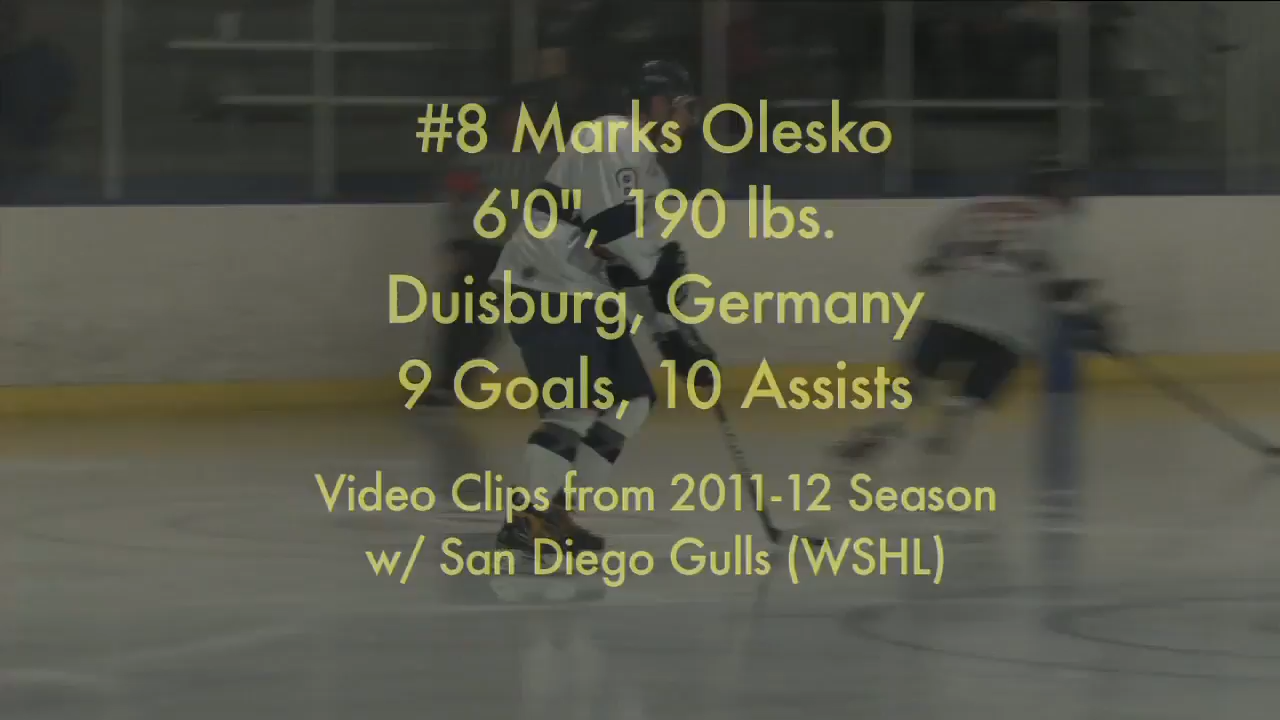 #8 Marks Olesko
6'0", 190 lbs.
Duisburg, Germany
9 Goals, 10 Assists
Video Clips from 2011-12 Season
w/ San Diego Gulls (WSHL)
8